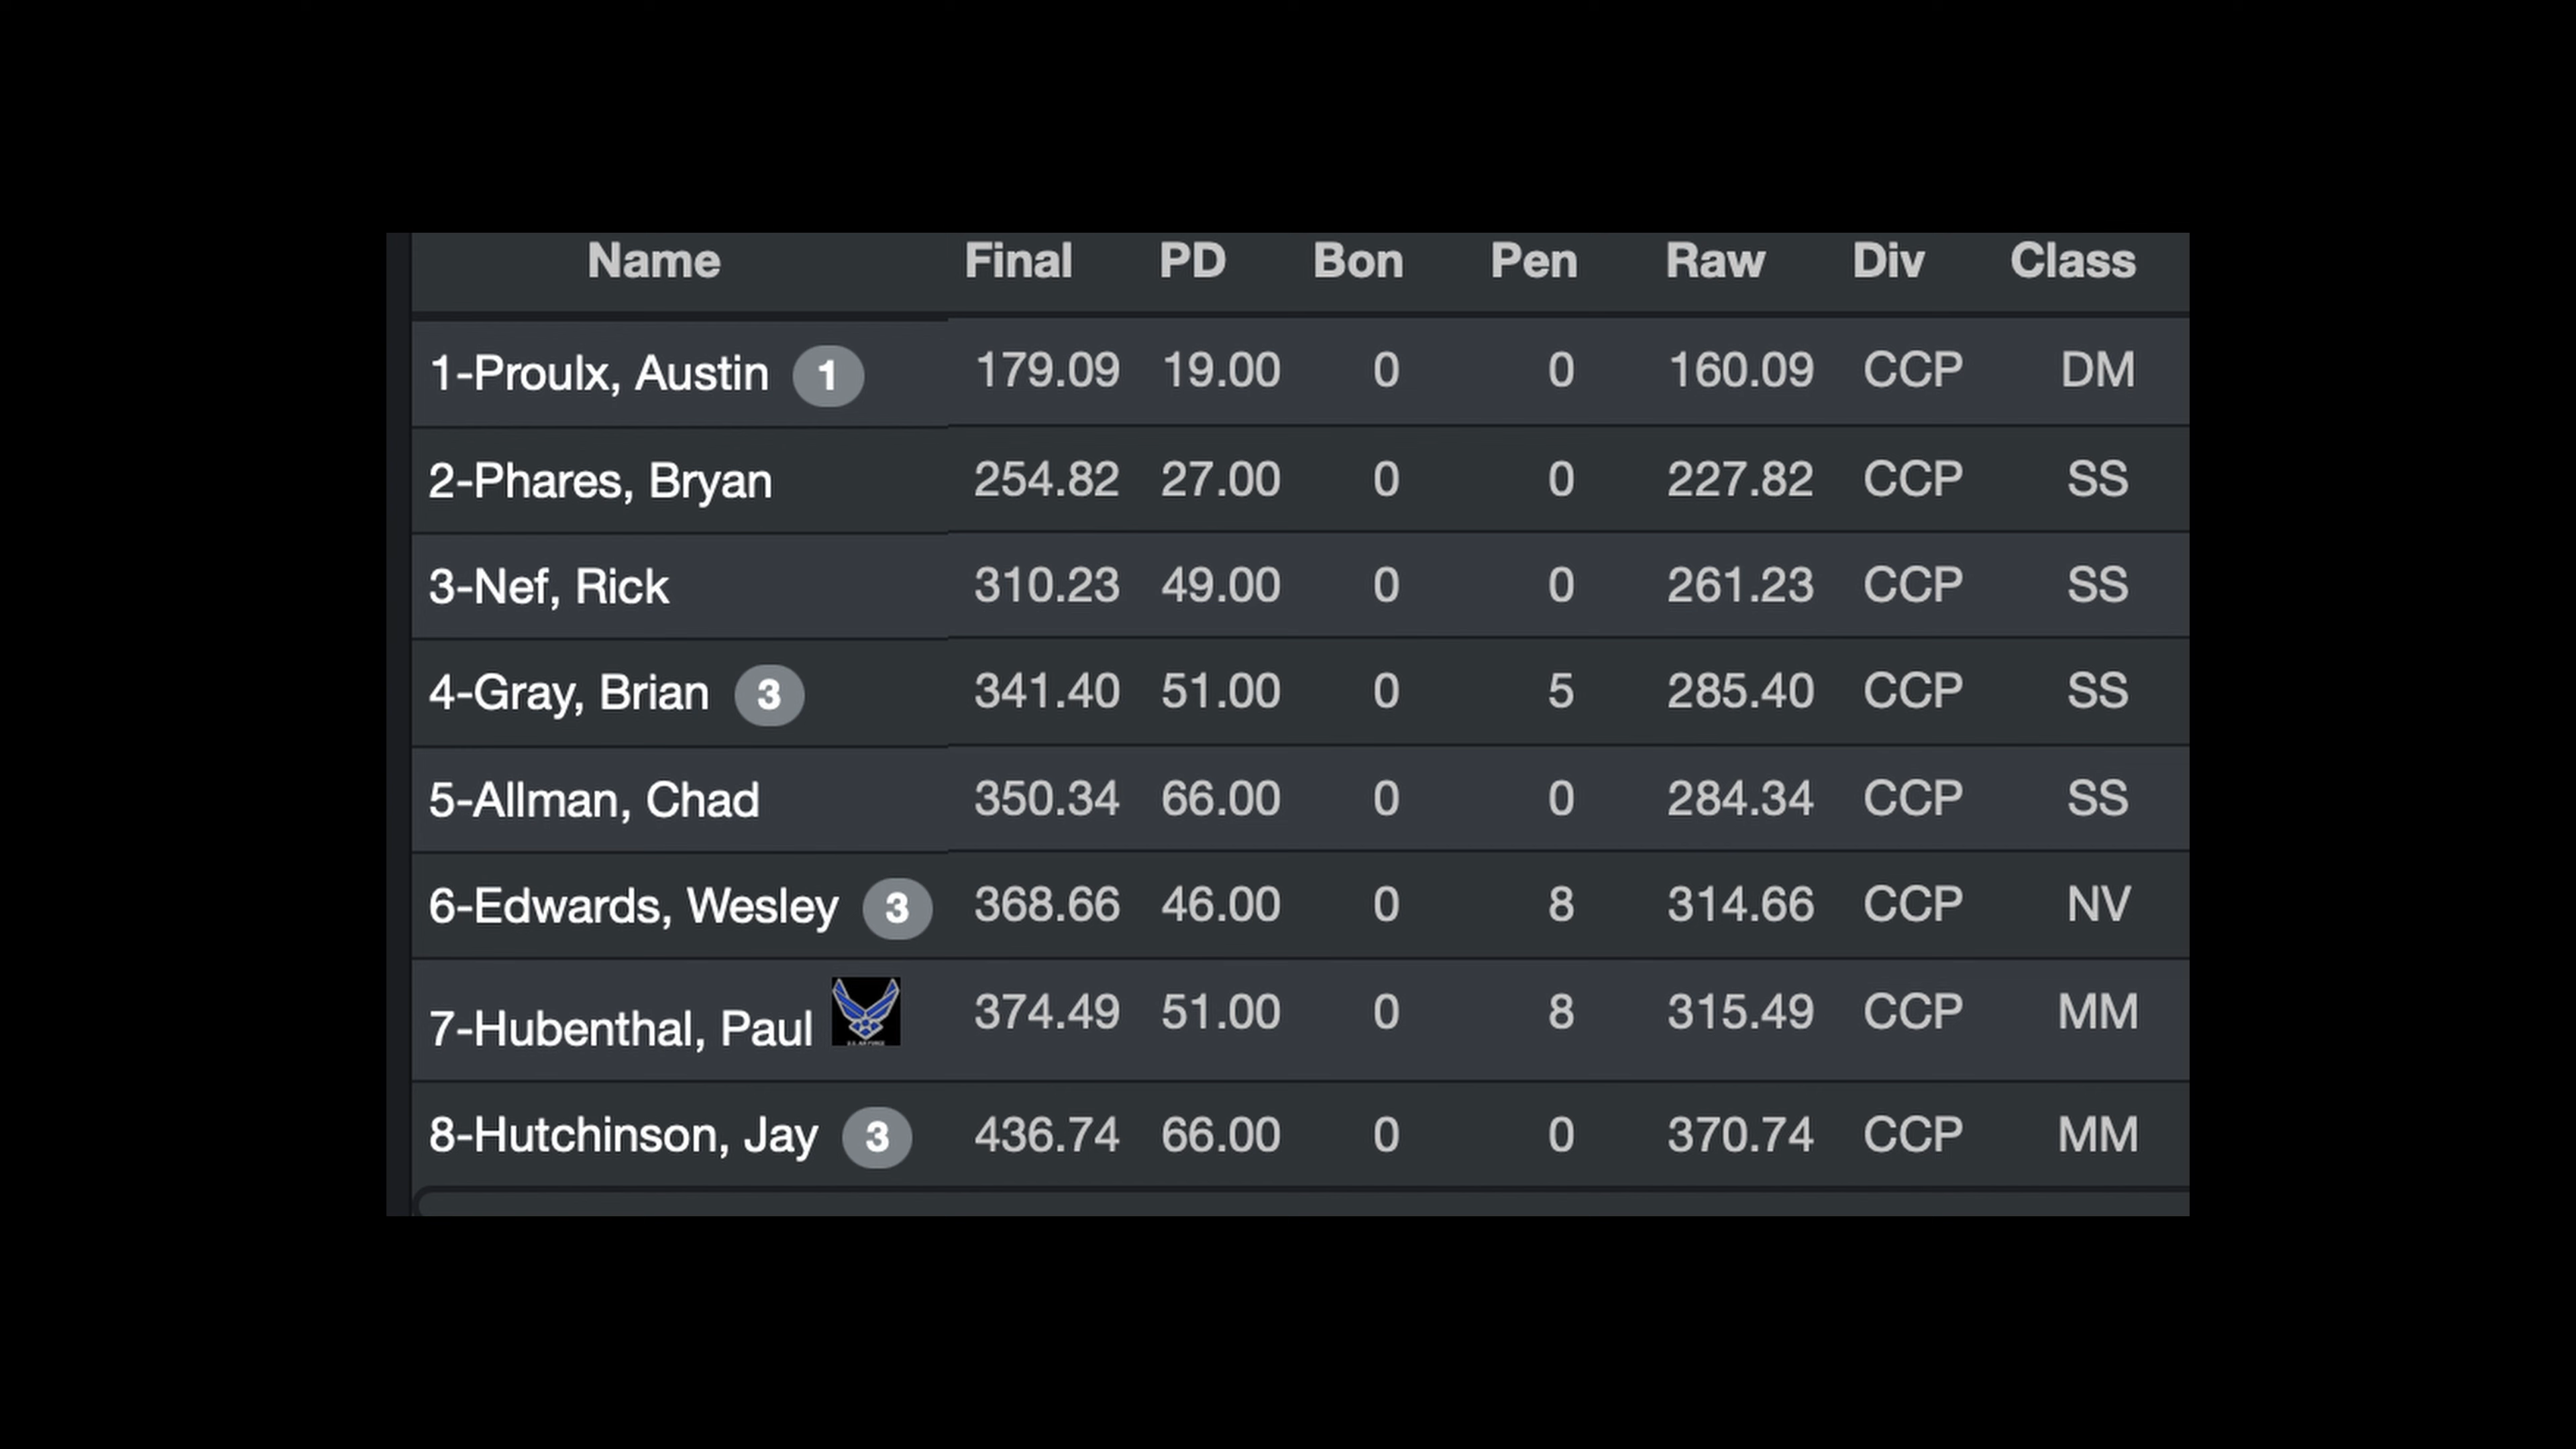 Name Final PD Bon Pen Raw Div Class
1-Proulx, Austin 1 179.09 19.00 0 0 160.09 CCP DM
2-Phares, Bryan 254.82 27.00 0 0 227.82 CCP SS
3-Nef, Rick 310.23 49.00 0 0 261.23 CCP SS
4-Gray, Brian 3 341.40 51.00 0 5 285.40 CCP SS
5-Allman, Chad 350.34 66.00 0 0 284.34 CCP SS
6-Edwards, Wesley 3 368.66 46.00 0 8 314.66 CCP NV
7-Hubenthal, Paul U.S. AIR FORCE 374.49 51.00 0 8 315.49 CCP MM
8-Hutchinson, Jay 3 436.74 66.00 0 0 370.74 CCP MM